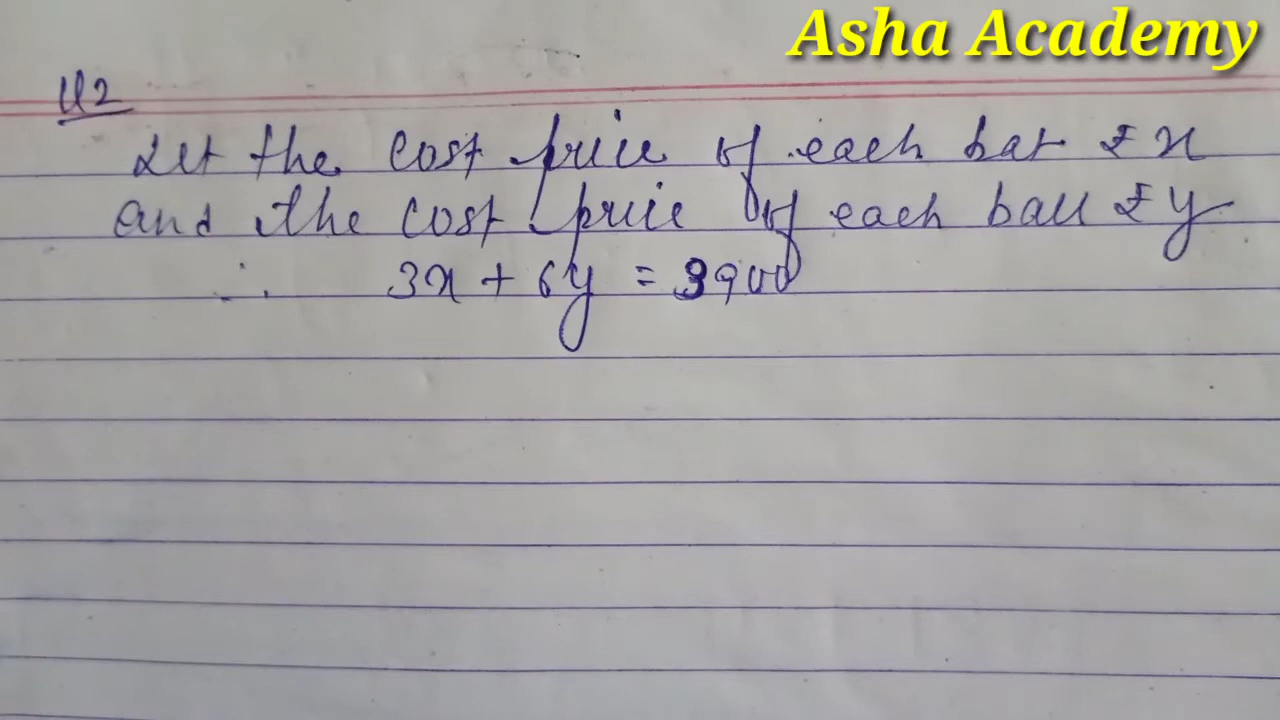 Asha Academy
U2
Let the cost price of each bat ₹ x
and the cost price of each ball ₹ y
∴ 3x + 6y = 3900